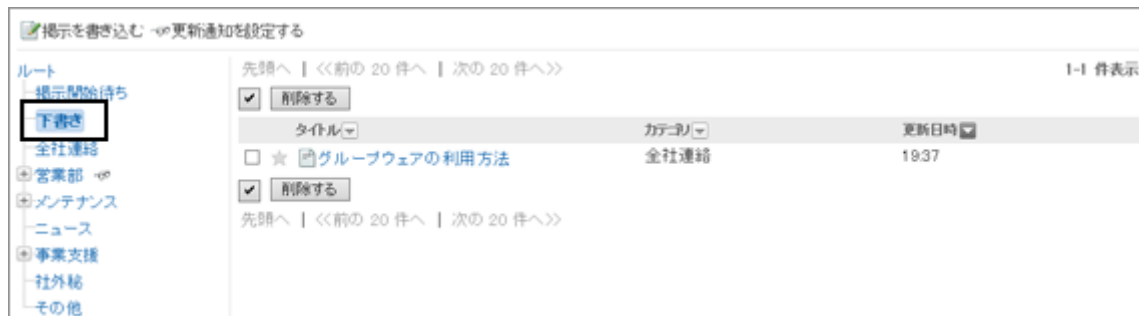 掲示を書き込む 更新通知を設定する
ルート
掲示開始待ち
下書き
全社連絡
営業部
メンテナンス
ニュース
事業支援
社外秘
その他
先頭へ | <<前の 20 件へ | 次の 20 件へ>>
1-1 件表示
削除する
タイトル カテゴリ 更新日時
グループウェアの利用方法 全社連絡 19:37
削除する
先頭へ | <<前の 20 件へ | 次の 20 件へ>>